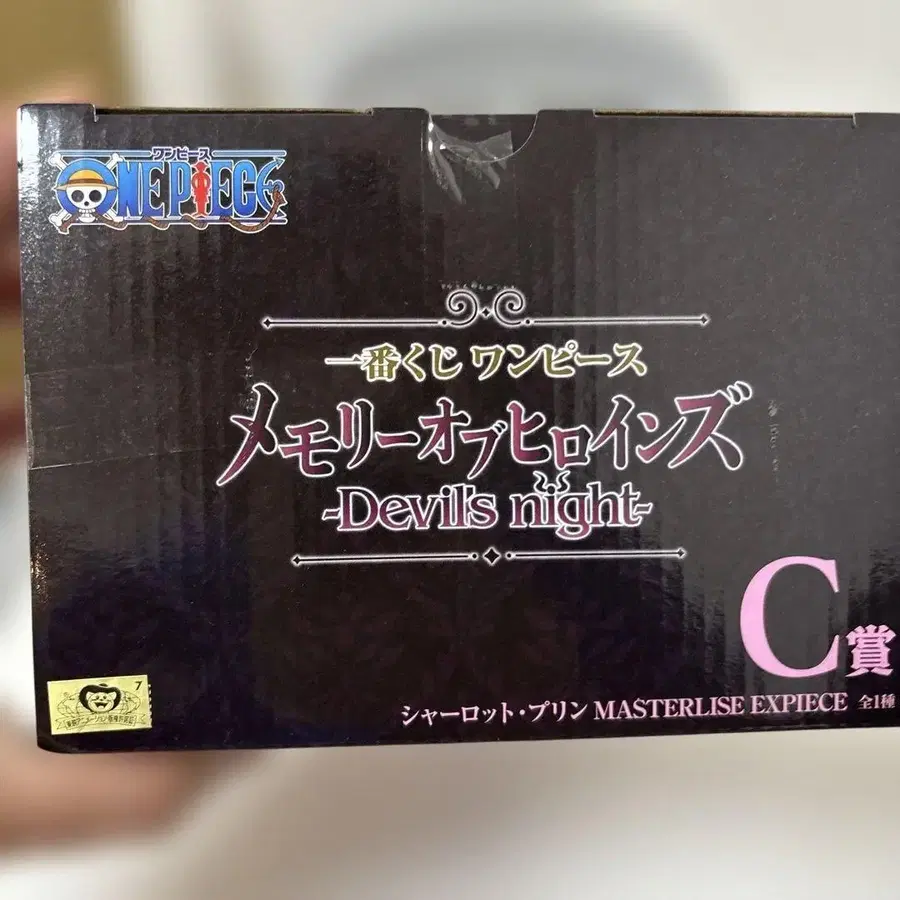 ワンピース
ONE PIECE
一番くじ ワンピース
メモリーオブヒロインズ
-Devil's night-
C賞
シャーロット・プリン MASTERLISE EXPIECE 全1種
7